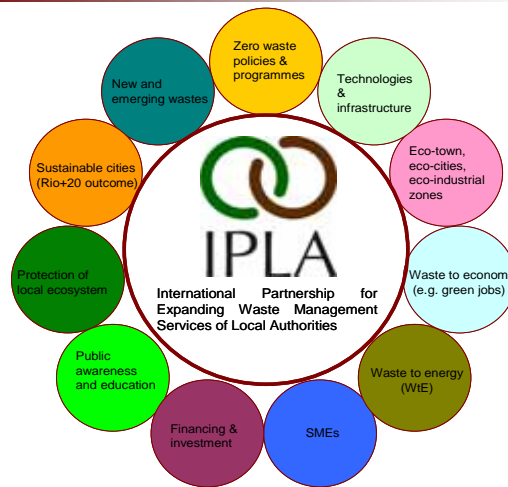 Zero waste
policies &
programmes
Technologies
&
infrastructure
Eco-town,
eco-cities,
eco-industrial
zones
Waste to econom
(e.g. green jobs)
Waste to energy
(WtE)
SMEs
Financing &
investment
Public
awareness
and education
Protection of
local ecosystem
Sustainable cities
(Rio+20 outcome)
New and
emerging wastes
IPLA
International Partnership for
Expanding Waste Management
Services of Local Authorities